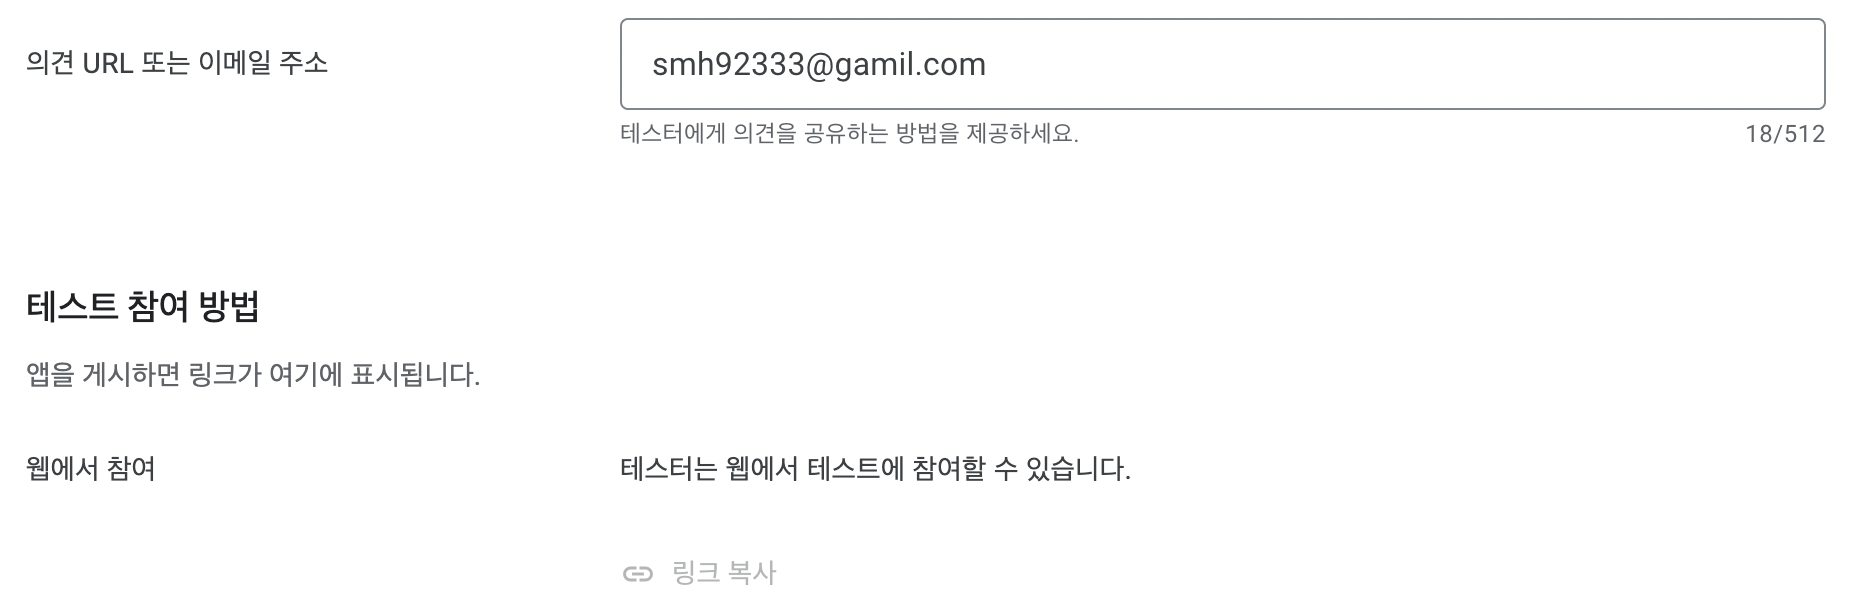 의견 URL 또는 이메일 주소
smh92333@gamil.com
테스터에게 의견을 공유하는 방법을 제공하세요.
18/512
테스트 참여 방법
앱을 게시하면 링크가 여기에 표시됩니다.
웹에서 참여
테스터는 웹에서 테스트에 참여할 수 있습니다.
링크 복사